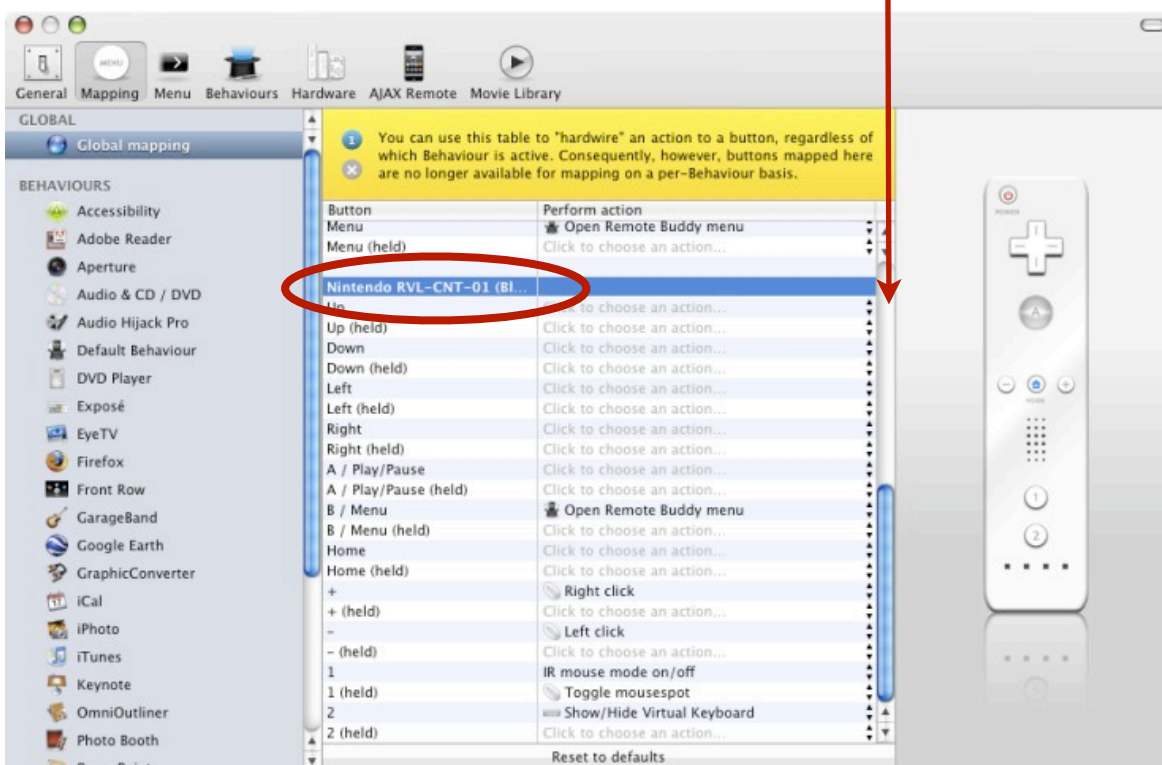 General Mapping Menu Behaviours Hardware AJAX Remote Movie Library
GLOBAL
Global mapping
BEHAVIOURS
Accessibility
Adobe Reader
Aperture
Audio & CD / DVD
Audio Hijack Pro
Default Behaviour
DVD Player
Exposé
EyeTV
Firefox
Front Row
GarageBand
Google Earth
GraphicConverter
iCal
iPhoto
iTunes
Keynote
OmniOutliner
Photo Booth
You can use this table to "hardwire" an action to a button, regardless of
which Behaviour is active. Consequently, however, buttons mapped here
are no longer available for mapping on a per-Behaviour basis.
Button Perform action
Menu Open Remote Buddy menu
Menu (held) Click to choose an action...
Nintendo RVL-CNT-01 (Bl...
Up Click to choose an action...
Up (held) Click to choose an action...
Down Click to choose an action...
Down (held) Click to choose an action...
Left Click to choose an action...
Left (held) Click to choose an action...
Right Click to choose an action...
Right (held) Click to choose an action...
A / Play/Pause Click to choose an action...
A / Play/Pause (held) Click to choose an action...
B / Menu Open Remote Buddy menu
B / Menu (held) Click to choose an action...
Home Click to choose an action...
Home (held) Click to choose an action...
+ Right click
+ (held) Click to choose an action...
- Left click
- (held) Click to choose an action...
1 IR mouse mode on/off
1 (held) Toggle mousespot
2 Show/Hide Virtual Keyboard
2 (held) Click to choose an action...
Reset to defaults
POWER
A
HOME
1
2